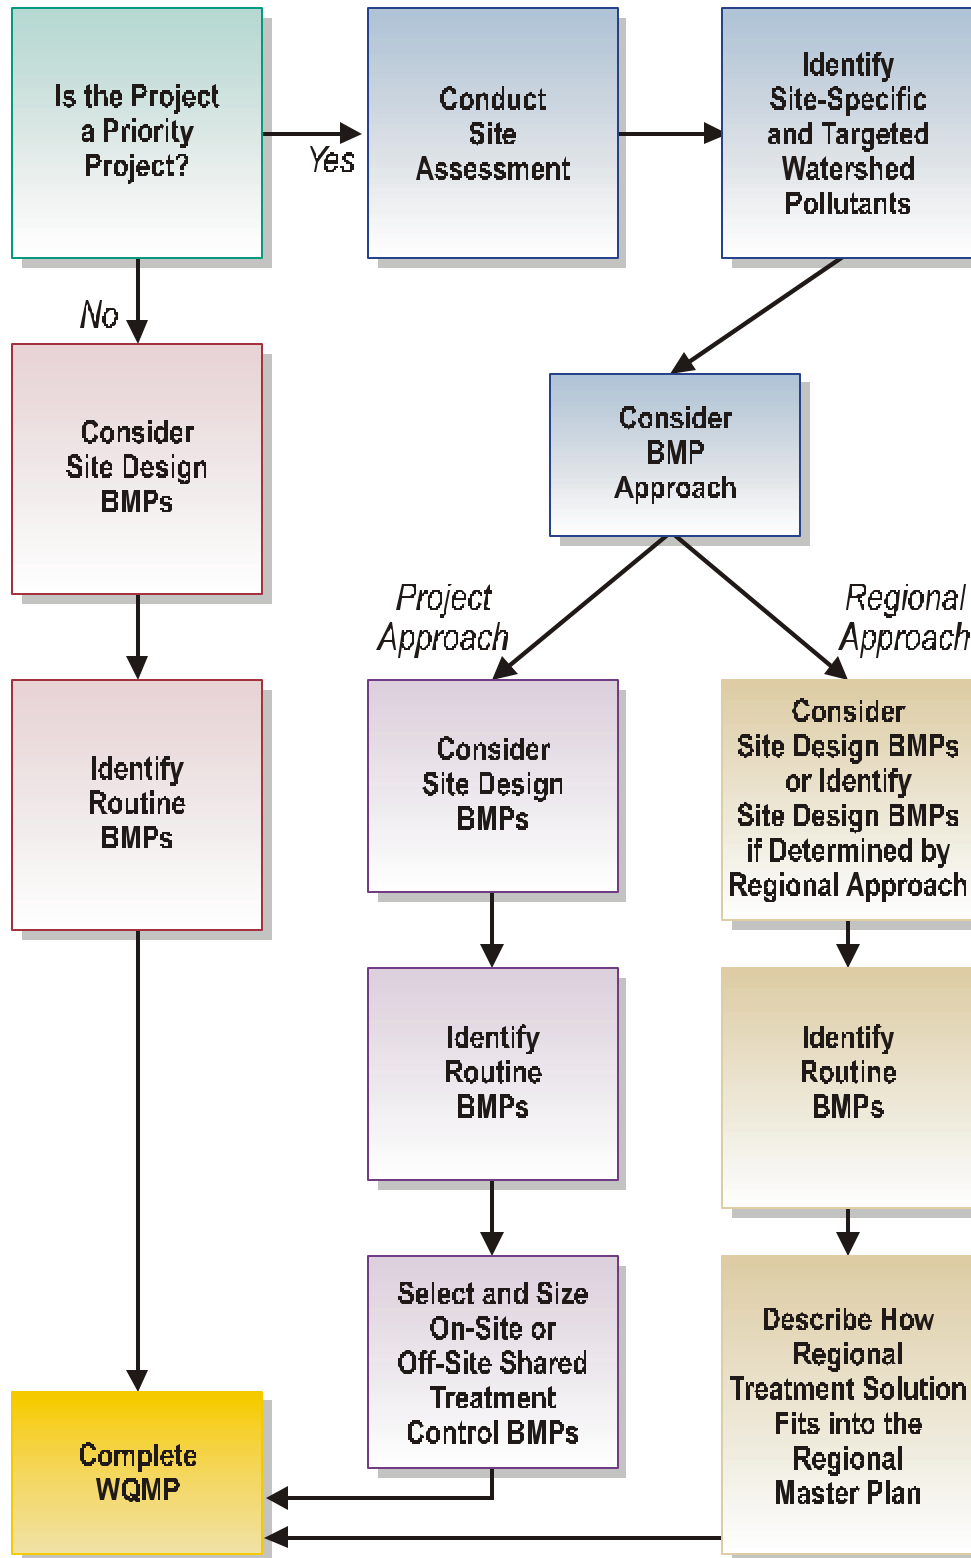 Is the Project
a Priority
Project?
Yes
Conduct
Site
Assessment
Identify
Site-Specific
and Targeted
Watershed
Pollutants
No
Consider
Site Design
BMPs
Consider
BMP
Approach
Project
Approach
Regional
Approach
Identify
Routine
BMPs
Consider
Site Design
BMPs
Consider
Site Design BMPs
or Identify
Site Design BMPs
if Determined by
Regional Approach
Identify
Routine
BMPs
Identify
Routine
BMPs
Select and Size
On-Site or
Off-Site Shared
Treatment
Control BMPs
Describe How
Regional
Treatment Solution
Fits into the
Regional
Master Plan
Complete
WQMP